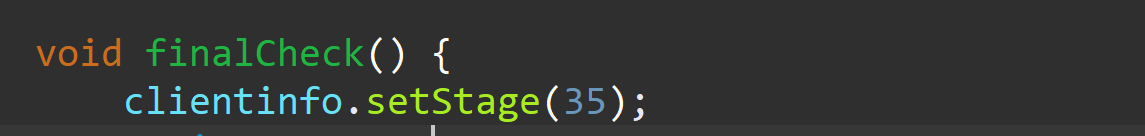 void finalCheck() {
clientinfo.setStage(35);